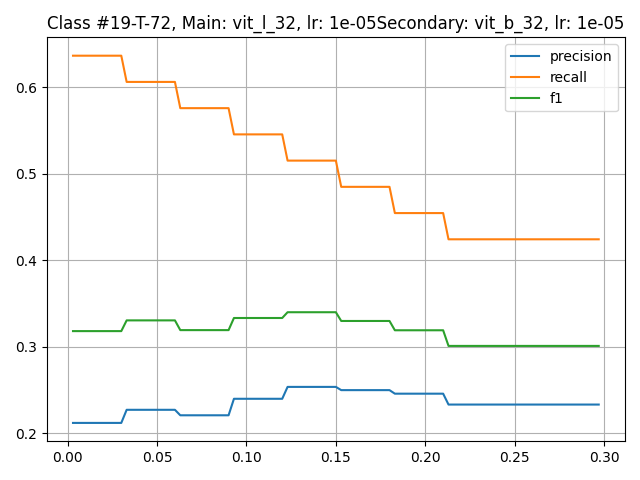 Class #19-T-72, Main: vit_l_32, lr: 1e-05Secondary: vit_b_32, lr: 1e-05
precision
recall
f1
0.6
0.5
0.4
0.3
0.2
0.00 0.05 0.10 0.15 0.20 0.25 0.30